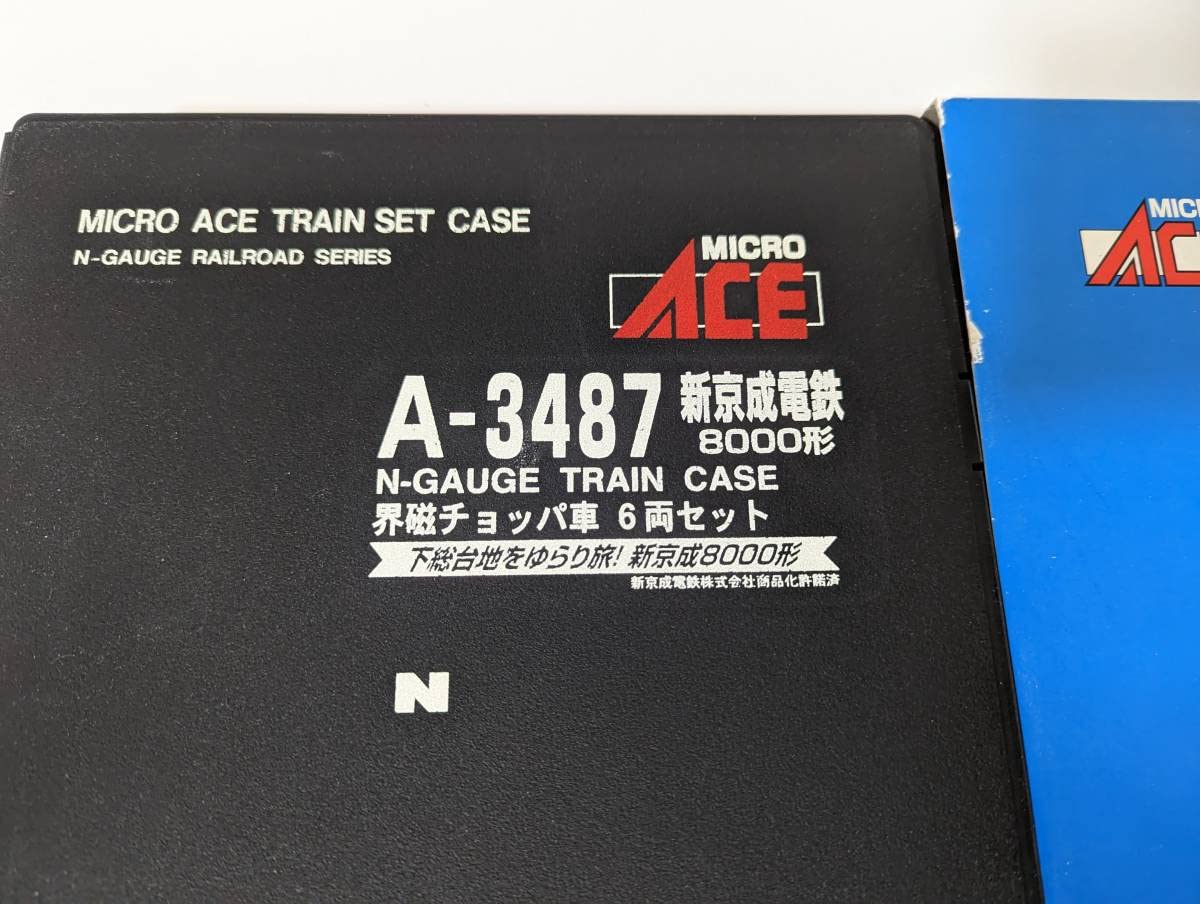 MICRO ACE TRAIN SET CASE
N-GAUGE RAILROAD SERIES
MICRO
ACE
A-3487 新京成電鉄
8000形
N-GAUGE TRAIN CASE
界磁チョッパ車 6両セット
下総台地をゆらり旅! 新京成8000形
新京成電鉄株式会社商品化許諾済
N
MIC
AC